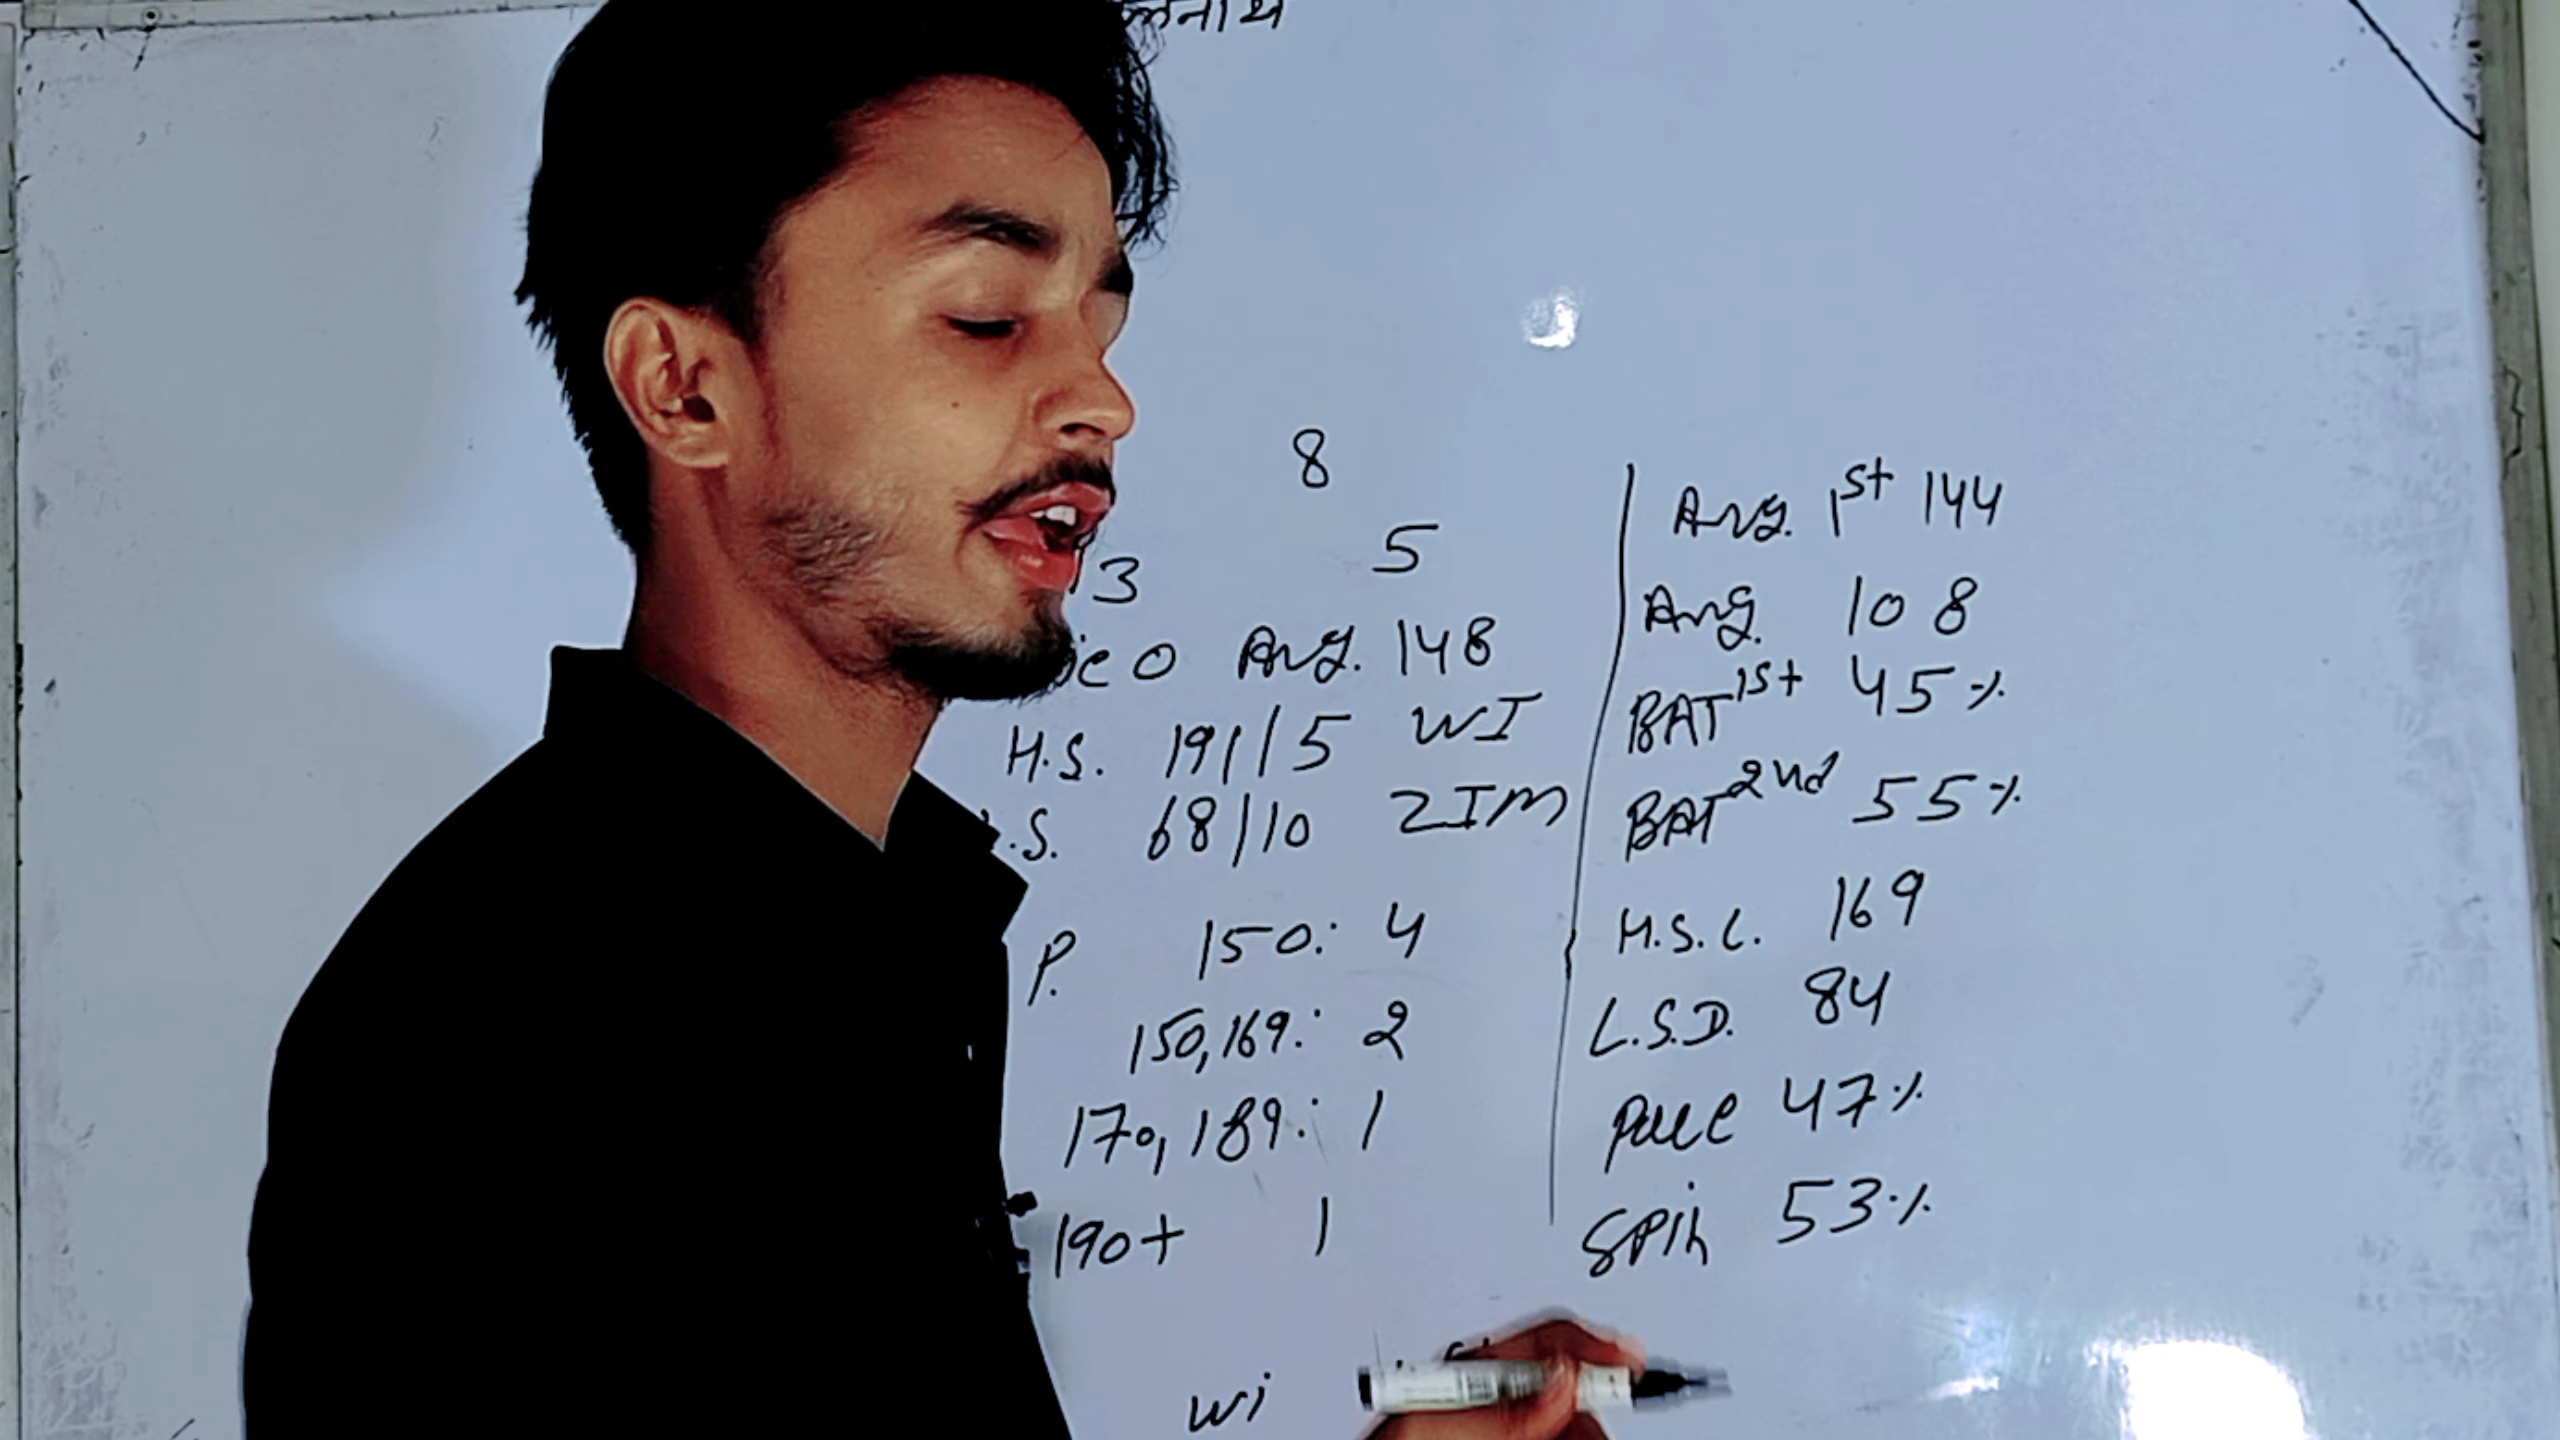 8
3 5
0 Avg. 148
H.S. 191/5 WI
.S. 68/10 ZIM
P. 150: 4
150,169: 2
170,189: 1
190+ 1
wi
Avg. 1st 144
Avg. 108
BAT 1st 45%
BAT 2nd 55%
H.S.C. 169
L.S.D. 84
Pace 47%
SPin 53%